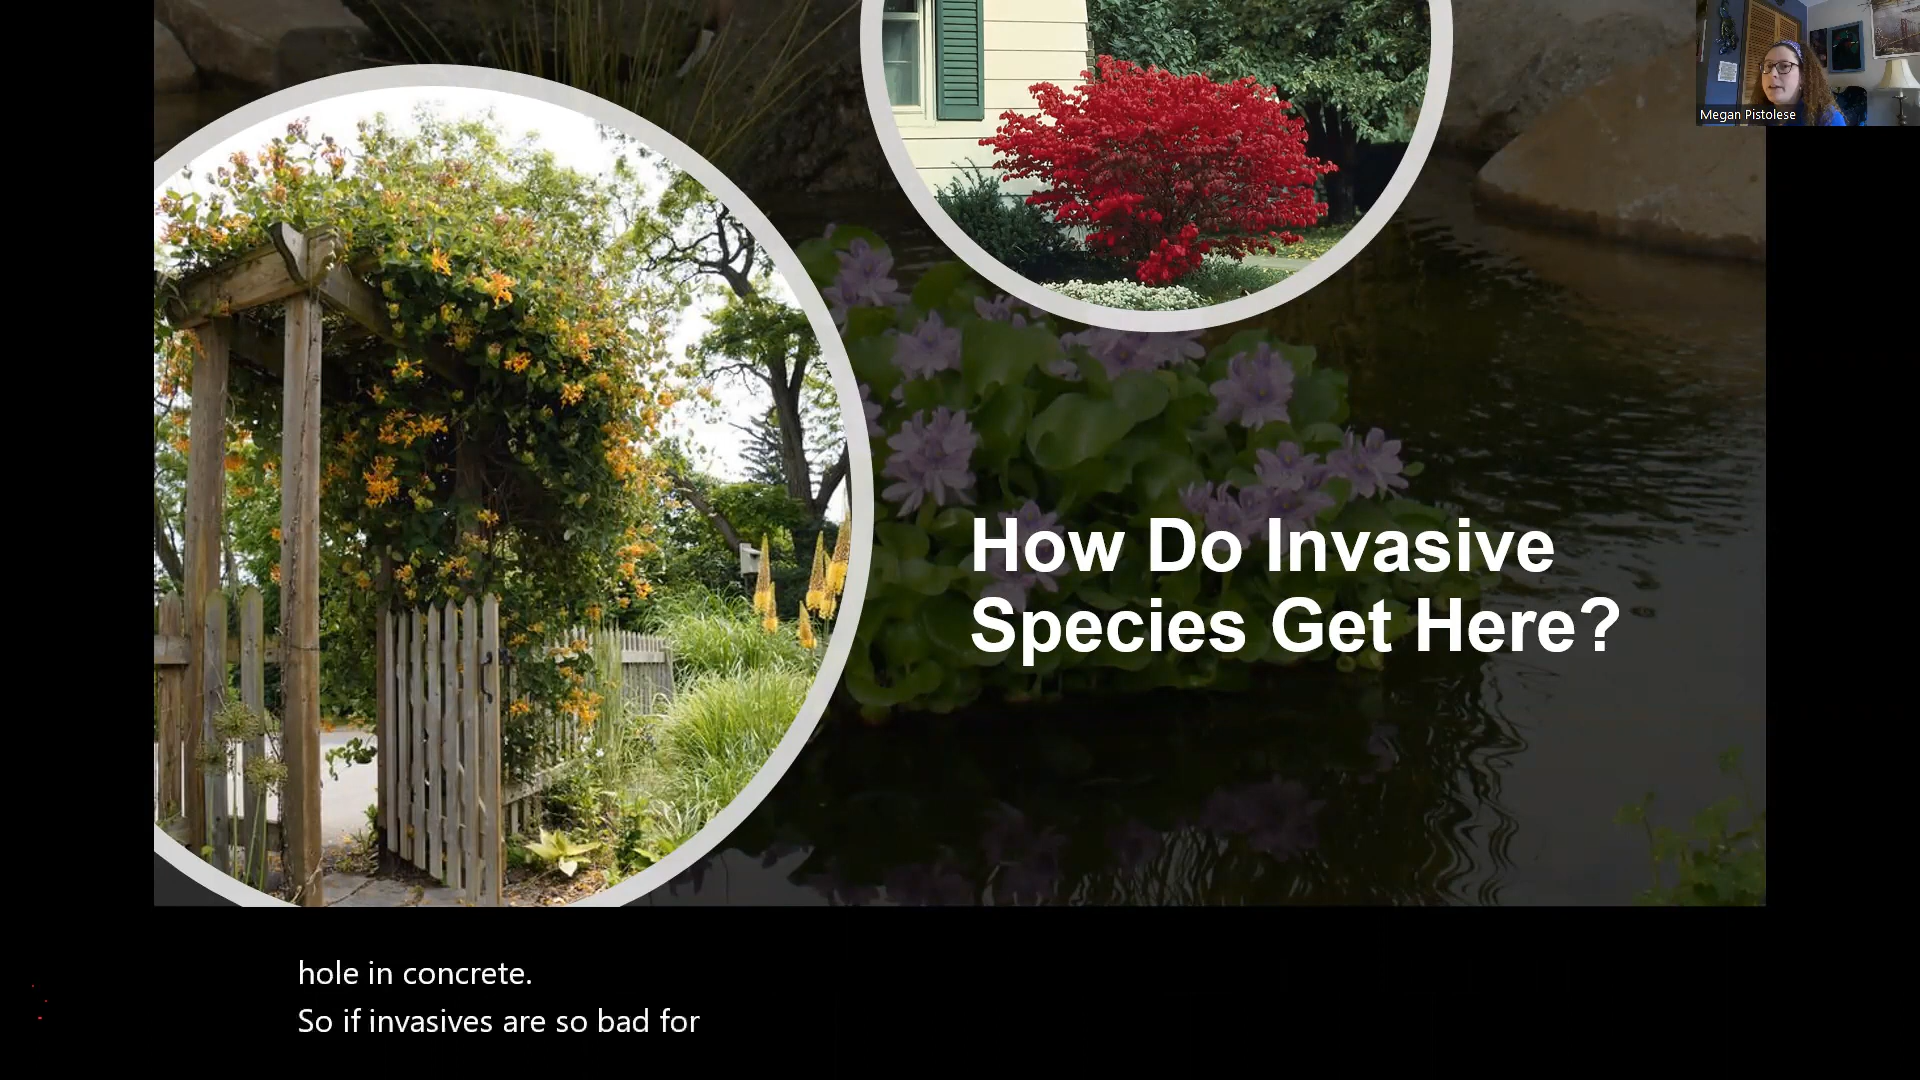 Megan Pistolese
How Do Invasive
Species Get Here?
hole in concrete.
So if invasives are so bad for